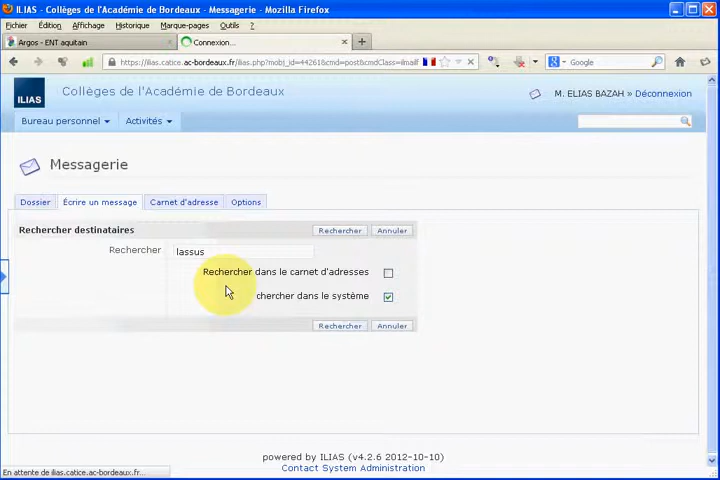 ILIAS : Collèges de l'Académie de Bordeaux - Messagerie - Mozilla Firefox
Fichier Édition Affichage Historique Marque-pages Outils ?
Argos - ENT aquitain × Connexion... × +
https://ilias.catice.ac-bordeaux.fr/ilias.php?mobj_id=44261&cmd=post&cmdClass=ilmailf Google
ILIAS Collèges de l'Académie de Bordeaux M. ELIAS BAZAH » Déconnexion
Bureau personnel Activités
Messagerie
Dossier Écrire un message Carnet d'adresse Options
Rechercher destinataires Rechercher Annuler
Rechercher lassus
Rechercher dans le carnet d'adresses
chercher dans le système
Rechercher Annuler
powered by ILIAS (v4.2.6 2012-10-10)
Contact System Administration
En attente de ilias.catice.ac-bordeaux.fr...